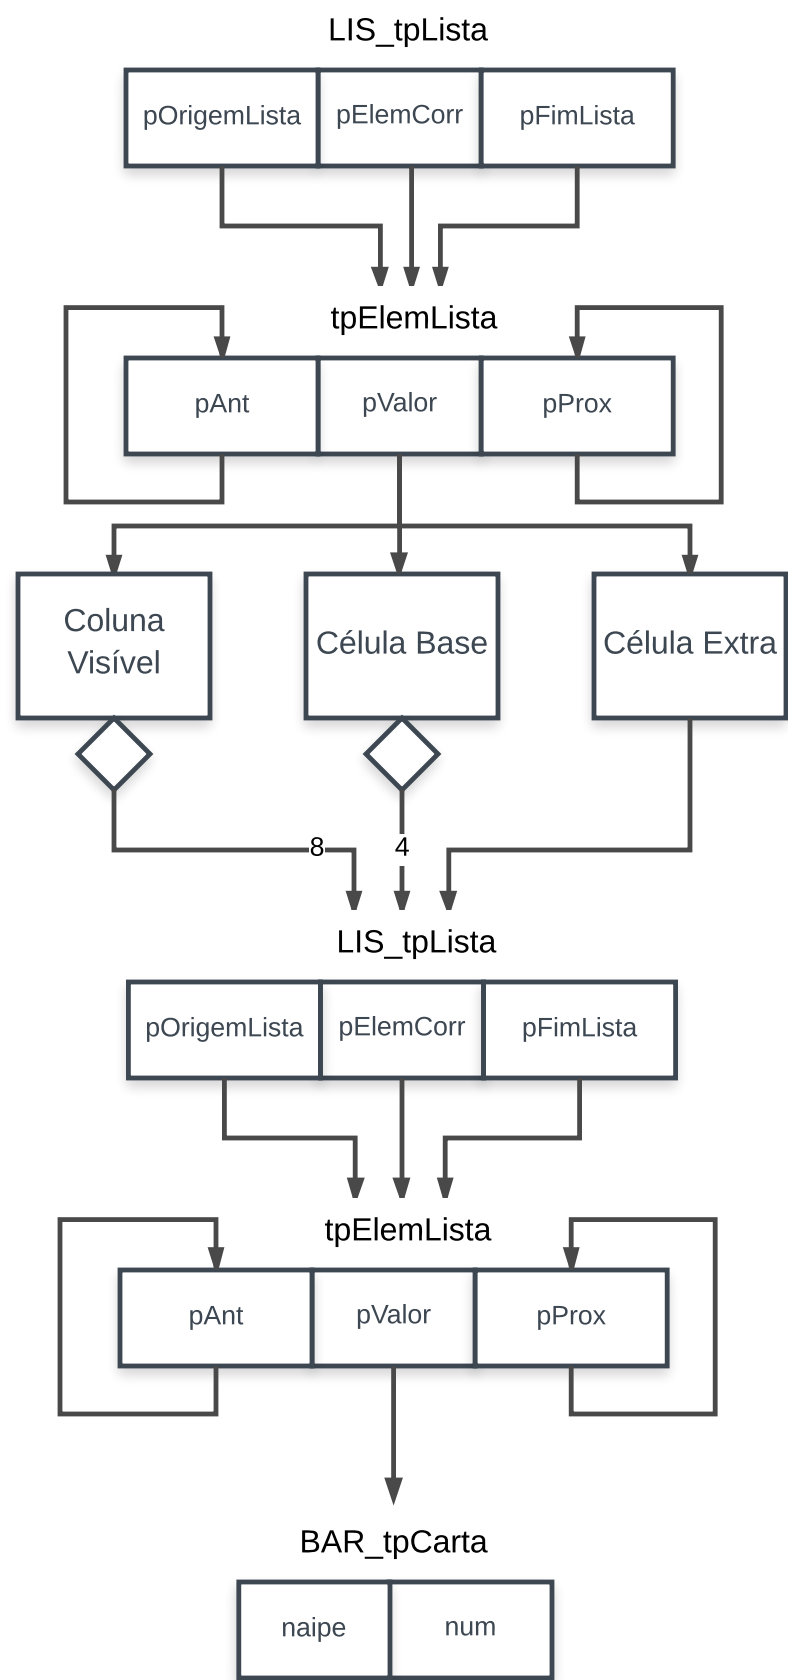 LIS_tpLista
pOrigemLista pElemCorr pFimLista
tpElemLista
pAnt pValor pProx
Coluna
Visível
Célula Base
Célula Extra
8
4
LIS_tpLista
pOrigemLista pElemCorr pFimLista
tpElemLista
pAnt pValor pProx
BAR_tpCarta
naipe num